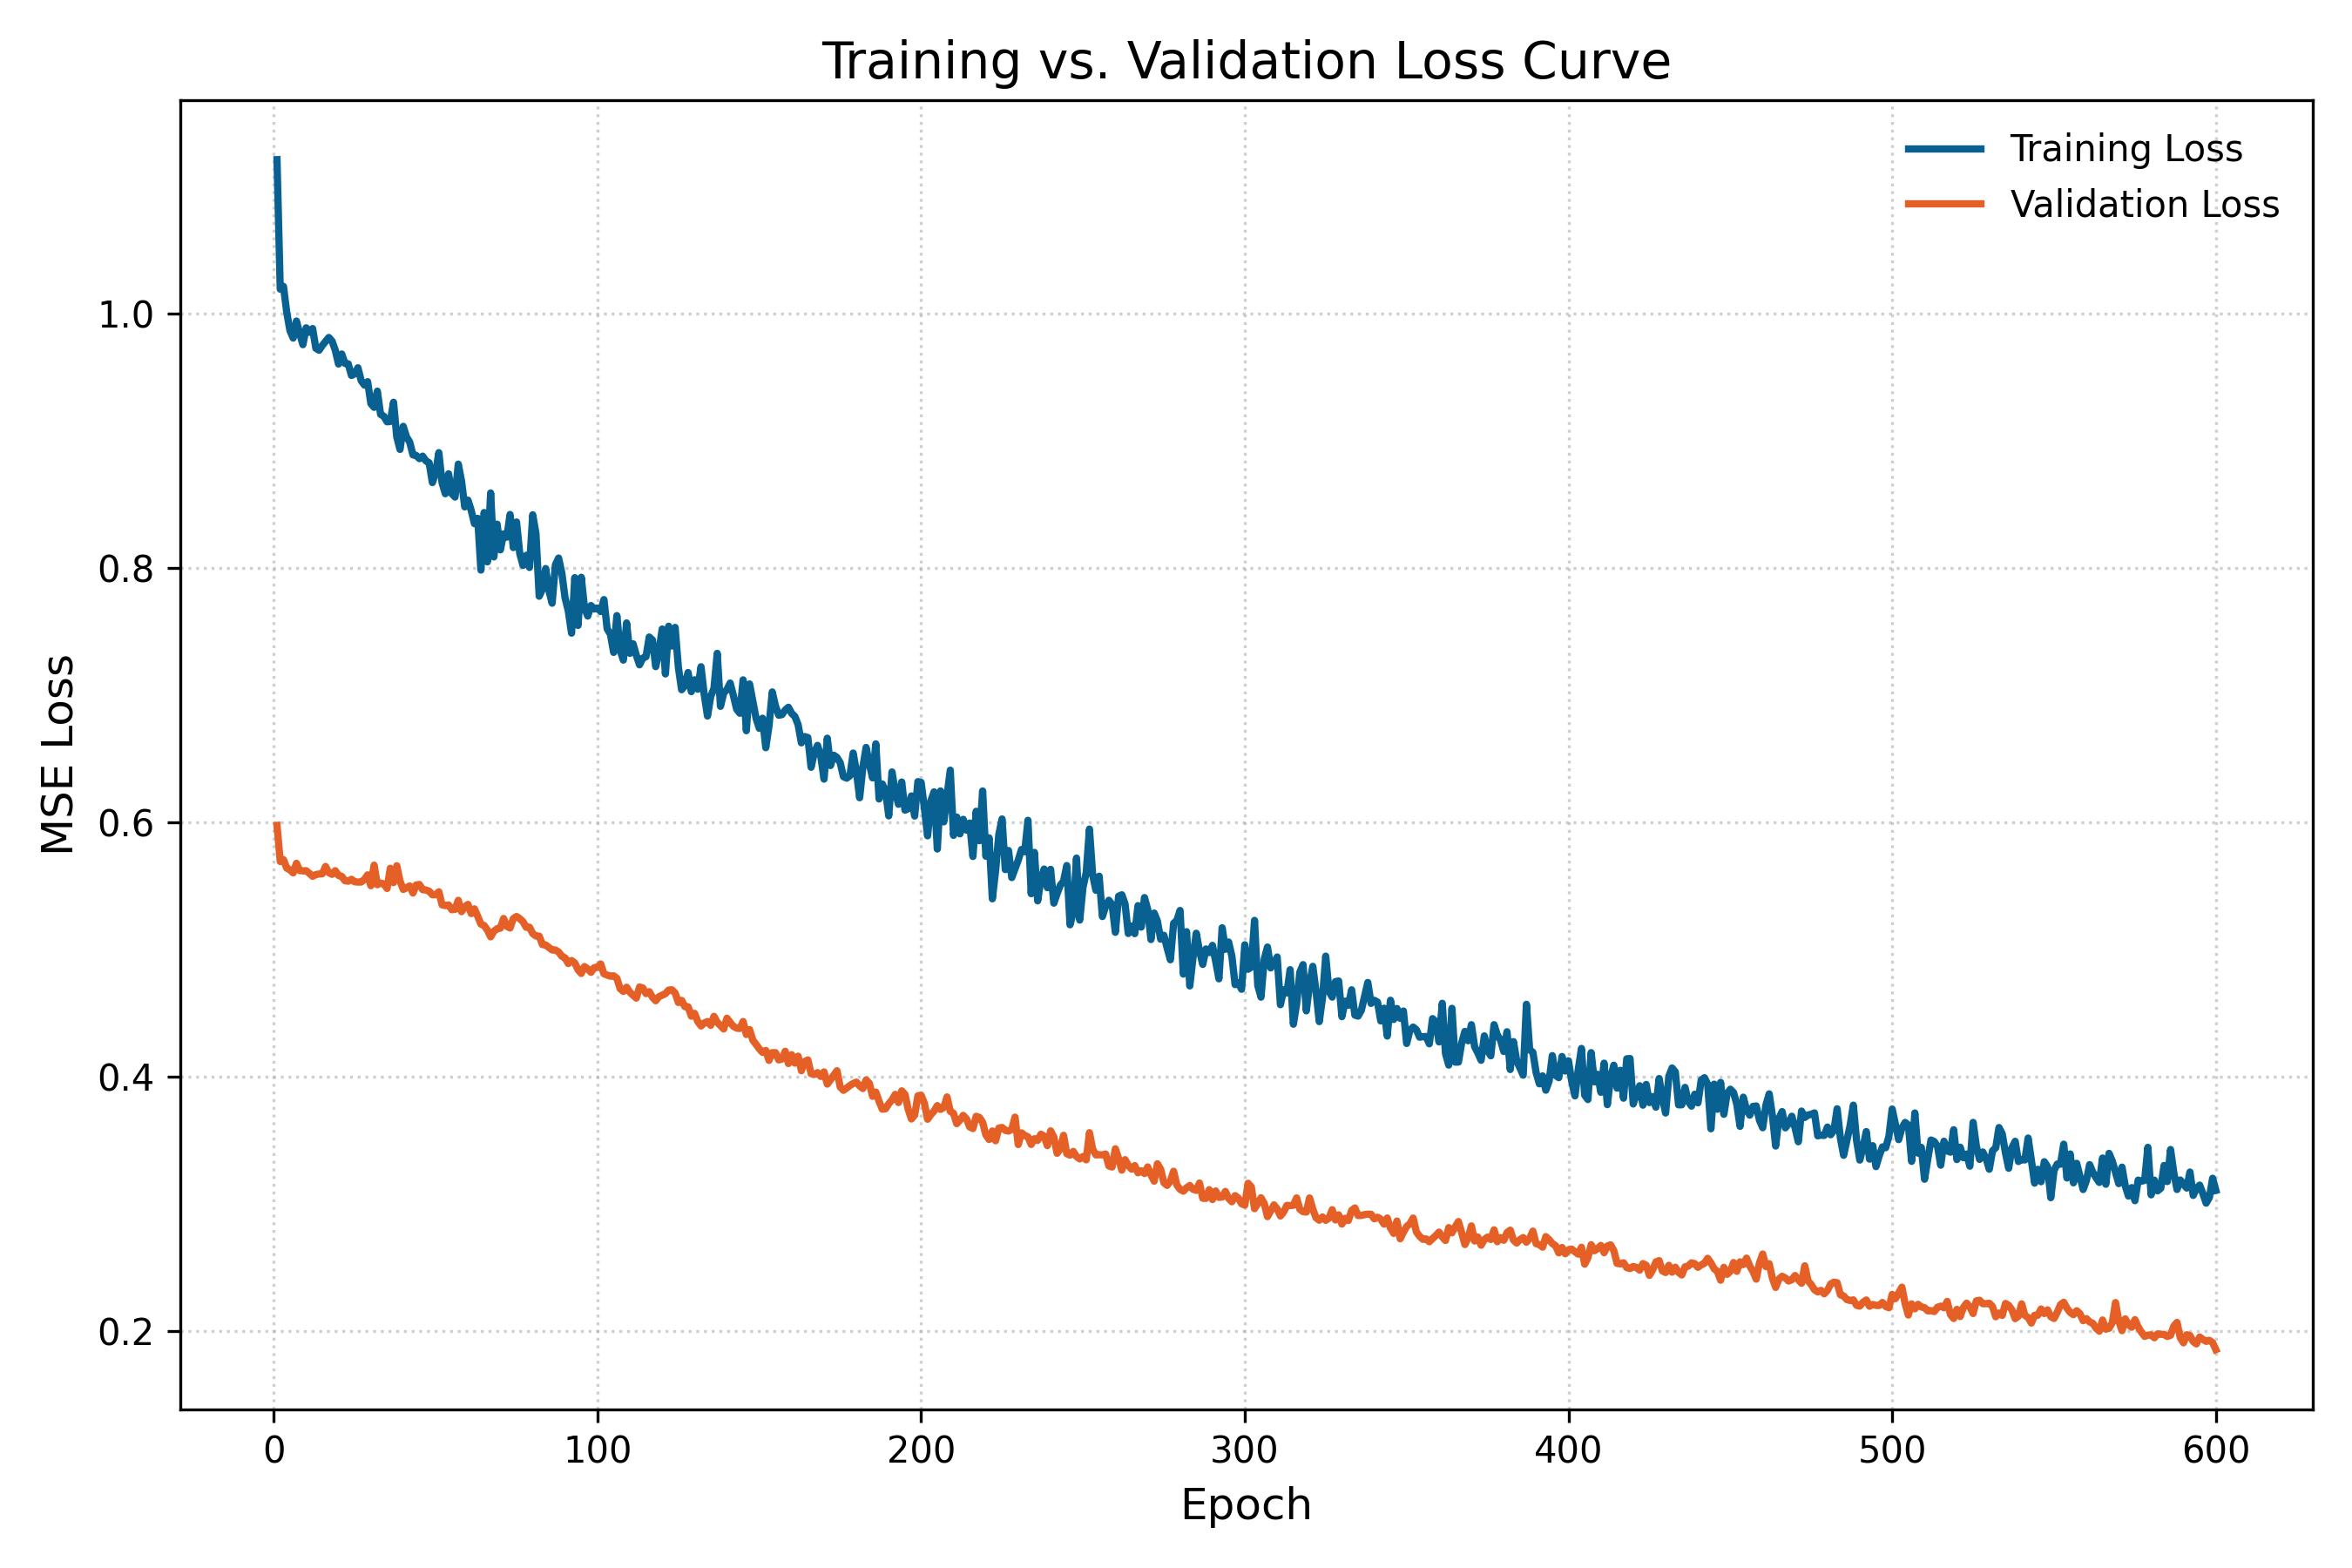 Training vs. Validation Loss Curve
Training Loss
Validation Loss
1.0
0.8
0.6
0.4
0.2
MSE Loss
0 100 200 300 400 500 600
Epoch